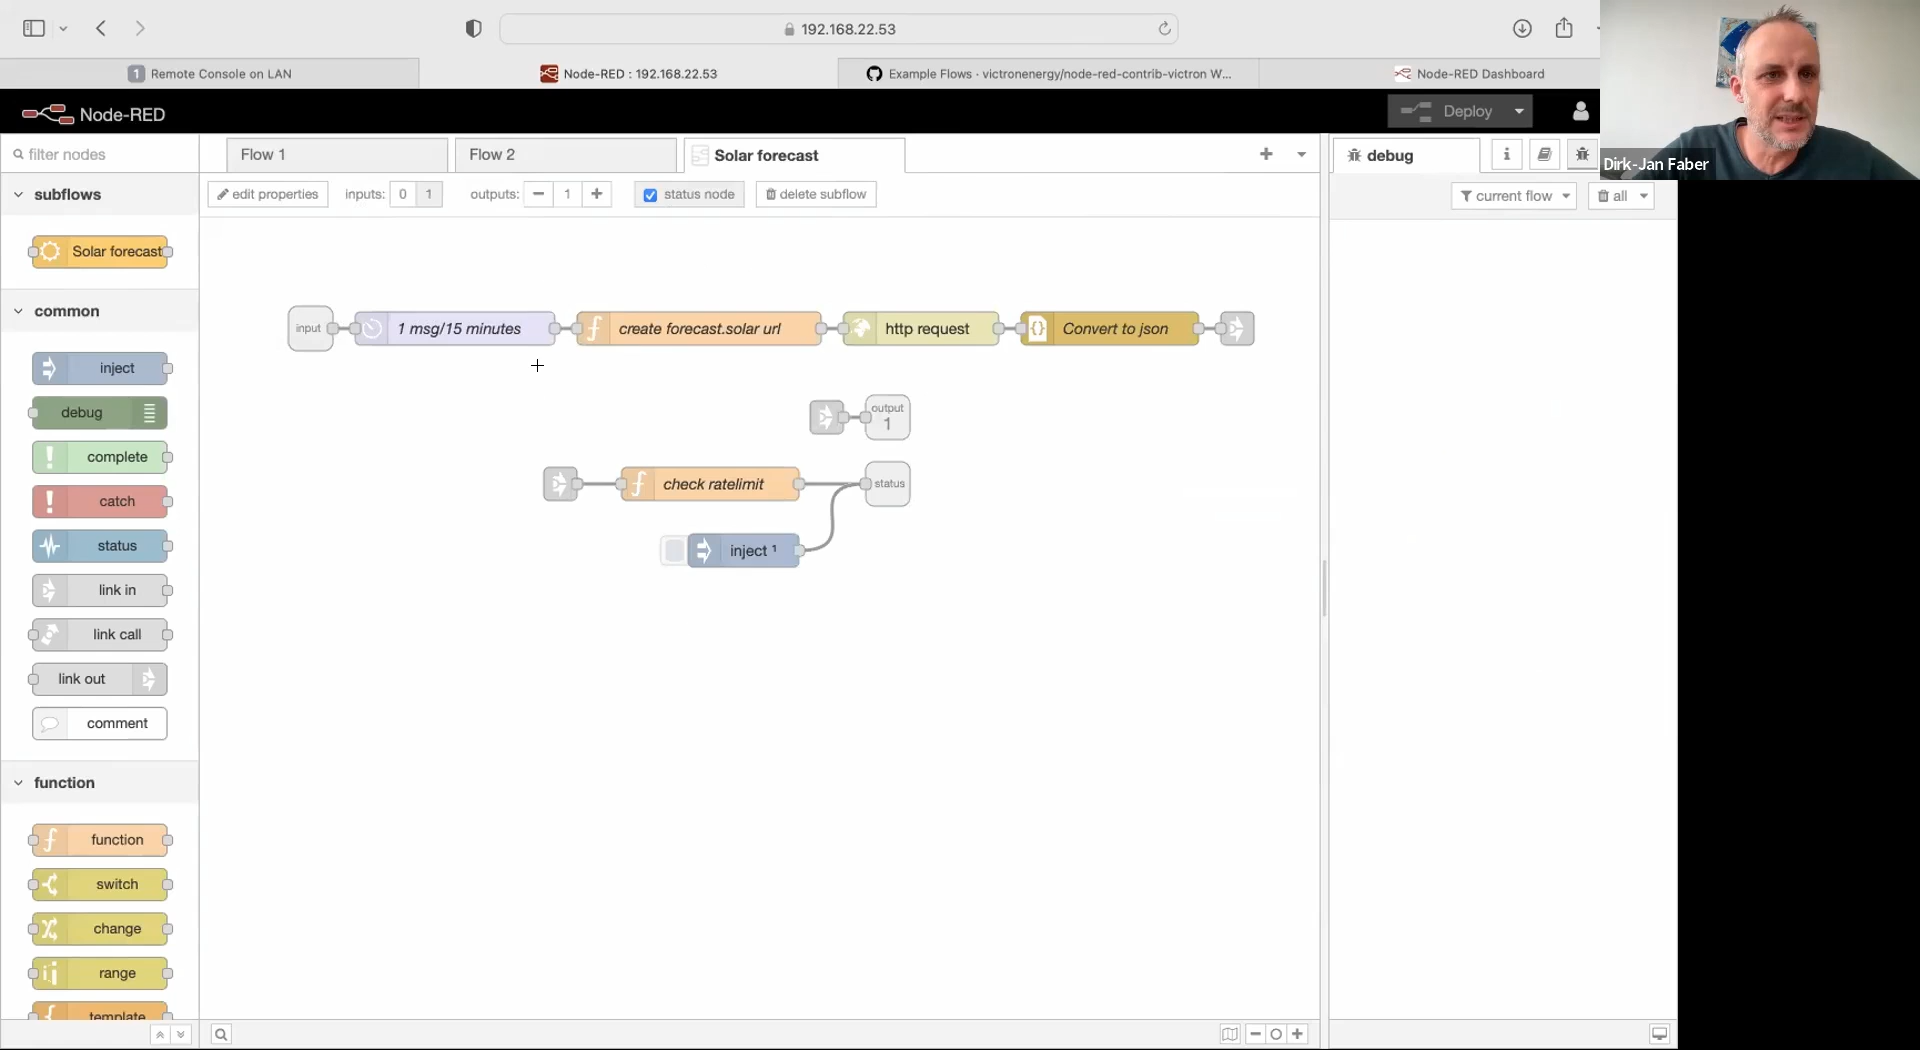 192.168.22.53
1 Remote Console on LAN
Node-RED : 192.168.22.53
Example Flows · victronenergy/node-red-contrib-victron W...
Node-RED Dashboard
Node-RED
Deploy
Dirk-Jan Faber
filter nodes
Flow 1
Flow 2
Solar forecast
debug
i
edit properties
inputs: 0 1
outputs: 1
status node
delete subflow
current flow
all
subflows
Solar forecast
common
inject
debug
complete
catch
status
link in
link call
link out
comment
function
function
switch
change
range
template
input
1 msg/15 minutes
create forecast.solar url
http request
Convert to json
output
1
check ratelimit
status
inject ¹